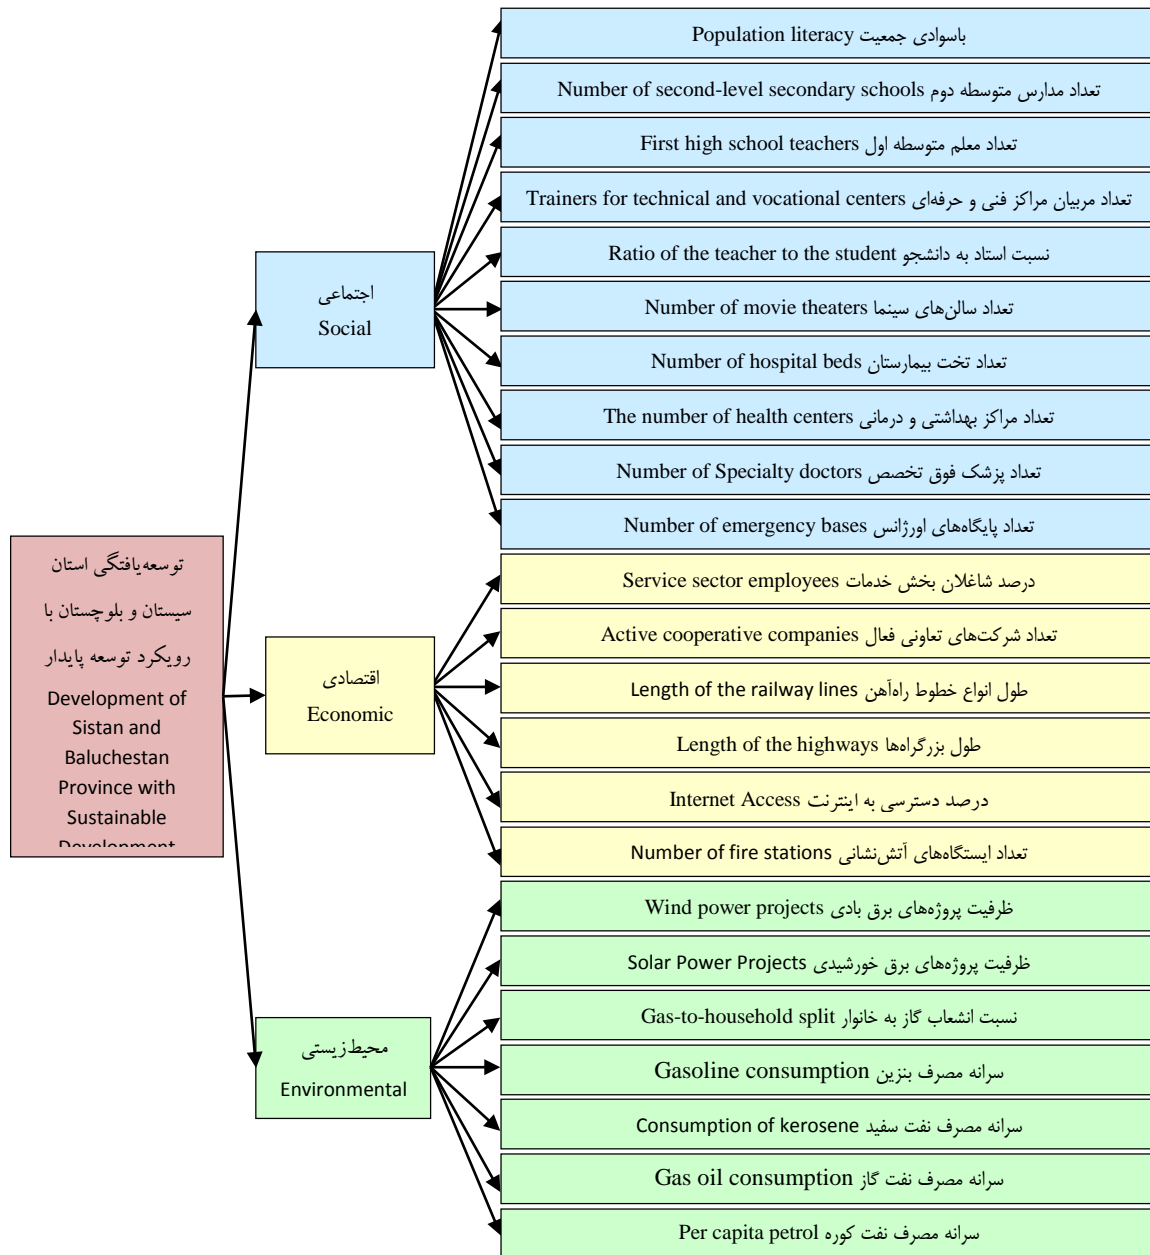 باسوادی جمعیت Population literacy
تعداد مدارس متوسطه دوم Number of second-level secondary schools
تعداد معلم متوسطه اول First high school teachers
تعداد مربیان مراکز فنی و حرفه‌ای Trainers for technical and vocational centers
نسبت استاد به دانشجو Ratio of the teacher to the student
تعداد سالن‌های سینما Number of movie theaters
تعداد تخت بیمارستان Number of hospital beds
تعداد مراکز بهداشتی و درمانی The number of health centers
تعداد پزشک فوق تخصص Number of Specialty doctors
تعداد پایگاه‌های اورژانس Number of emergency bases
اجتماعی
Social
توسعه‌یافتگی استان
سیستان و بلوچستان با
رویکرد توسعه پایدار
Development of
Sistan and
Baluchestan
Province with
Sustainable
Development
درصد شاغلان بخش خدمات Service sector employees
تعداد شرکت‌های تعاونی فعال Active cooperative companies
طول انواع خطوط راه‌آهن Length of the railway lines
طول بزرگراه‌ها Length of the highways
درصد دسترسی به اینترنت Internet Access
تعداد ایستگاه‌های آتش‌نشانی Number of fire stations
اقتصادی
Economic
ظرفیت پروژه‌های برق بادی Wind power projects
ظرفیت پروژه‌های برق خورشیدی Solar Power Projects
نسبت انشعاب گاز به خانوار Gas-to-household split
سرانه مصرف بنزین Gasoline consumption
سرانه مصرف نفت سفید Consumption of kerosene
سرانه مصرف نفت گاز Gas oil consumption
سرانه مصرف نفت کوره Per capita petrol
محیط‌زیستی
Environmental